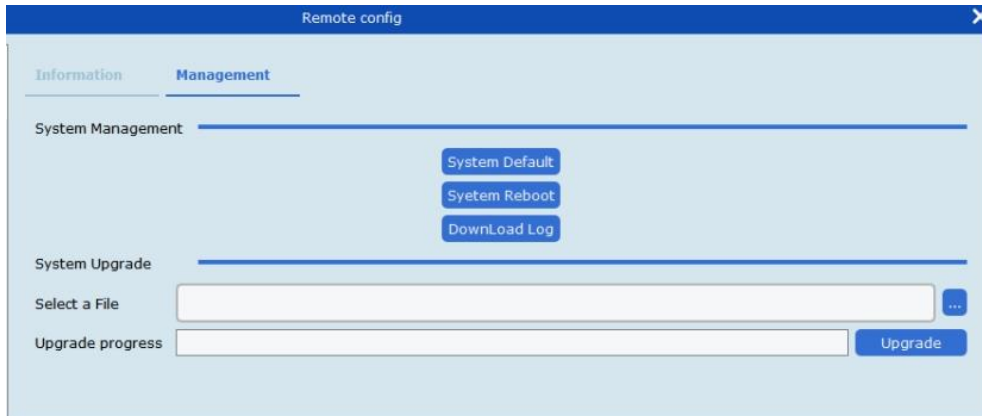 Remote config
Information Management
System Management
System Default
Syetem Reboot
DownLoad Log
System Upgrade
Select a File ...
Upgrade progress Upgrade